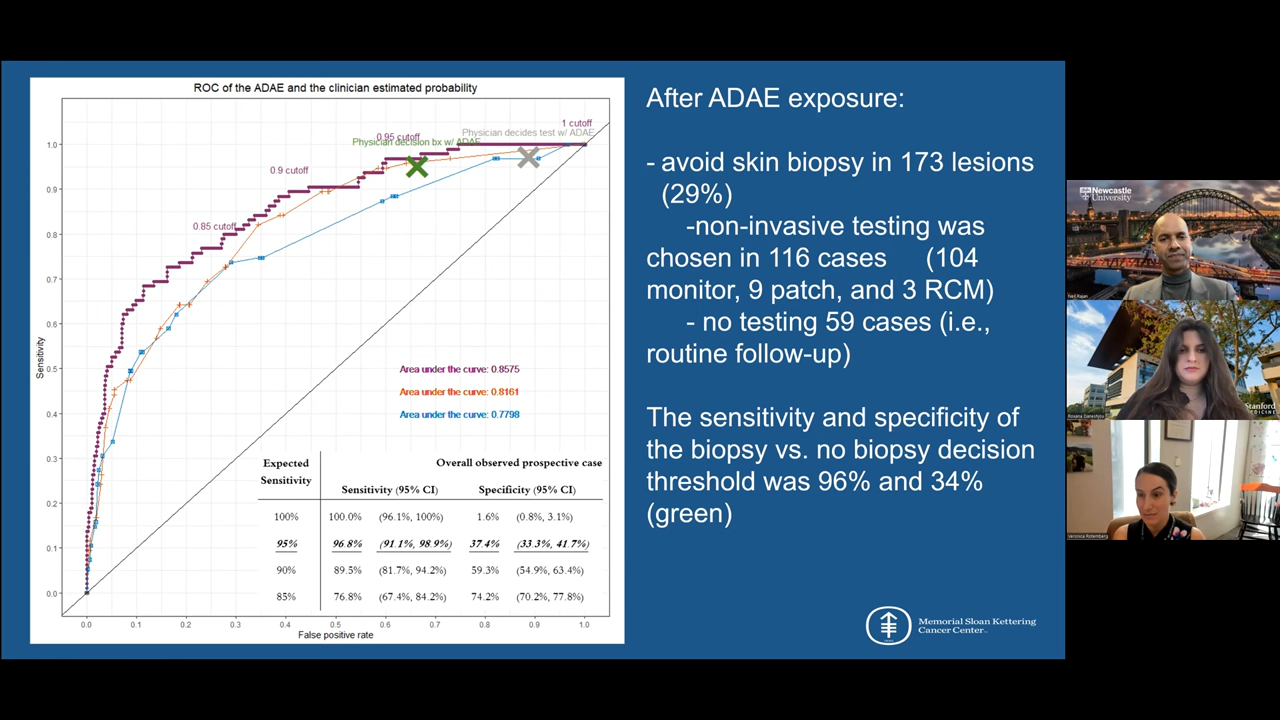 ROC of the ADAE and the clinician estimated probability
1 cutoff
Physician decides test w/ ADAE
0.95 cutoff
Physician decision bx w/ ADAE
0.9 cutoff
0.85 cutoff
1.0
0.9
0.8
0.7
0.6
0.5
0.4
0.3
0.2
0.1
0.0
Sensitivity
Area under the curve: 0.8575
Area under the curve: 0.8161
Area under the curve: 0.7798
Expected Sensitivity
Overall observed prospective case
Sensitivity (95% CI) Specificity (95% CI)
100% 100.0% (96.1%, 100%) 1.6% (0.8%, 3.1%)
95% 96.8% (91.1%, 98.9%) 37.4% (33.3%, 41.7%)
90% 89.5% (81.7%, 94.2%) 59.3% (54.9%, 63.4%)
85% 76.8% (67.4%, 84.2%) 74.2% (70.2%, 77.8%)
0.0 0.1 0.2 0.3 0.4 0.5 0.6 0.7 0.8 0.9 1.0
False positive rate
After ADAE exposure:
- avoid skin biopsy in 173 lesions
(29%)
-non-invasive testing was
chosen in 116 cases (104
monitor, 9 patch, and 3 RCM)
- no testing 59 cases (i.e.,
routine follow-up)
The sensitivity and specificity of
the biopsy vs. no biopsy decision
threshold was 96% and 34%
(green)
Memorial Sloan Kettering
Cancer Center
Newcastle
University
Neil Rajan
Stanford
MEDICINE
Roxana Daneshjou
Veronica Rotemberg